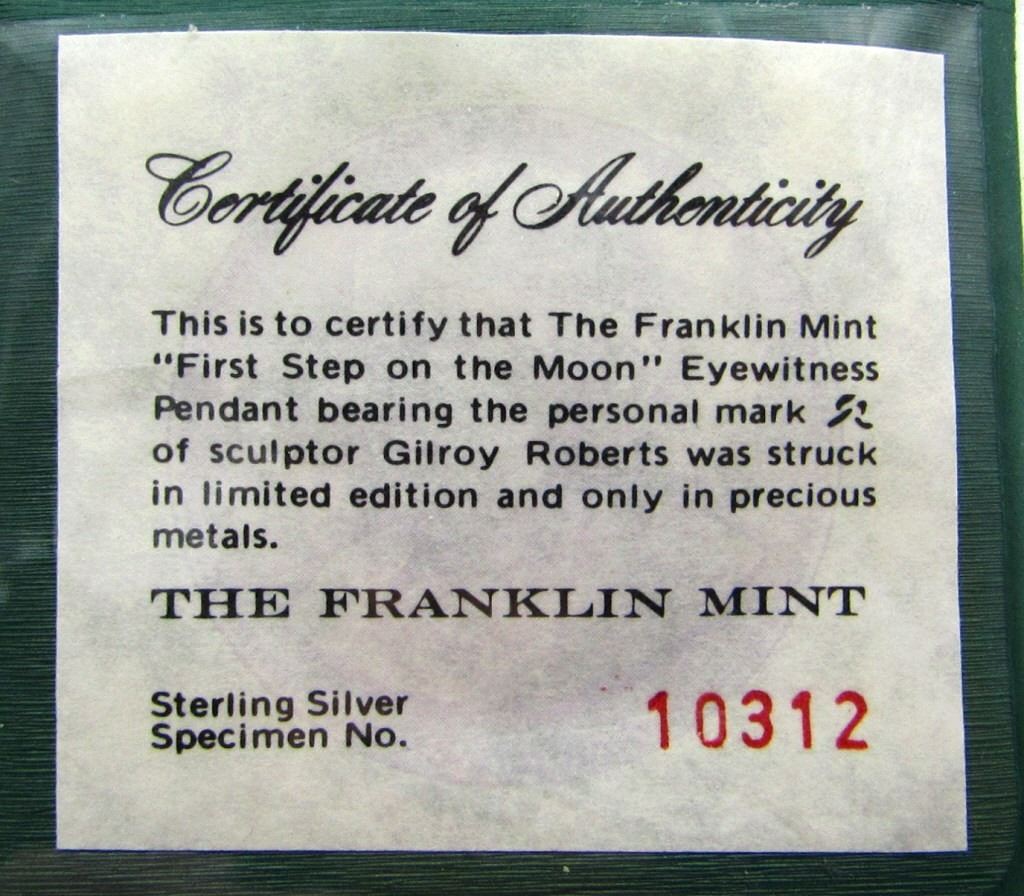 Certificate of Authenticity
This is to certify that The Franklin Mint
"First Step on the Moon" Eyewitness
Pendant bearing the personal mark
of sculptor Gilroy Roberts was struck
in limited edition and only in precious
metals.
THE FRANKLIN MINT
Sterling Silver
Specimen No. 10312